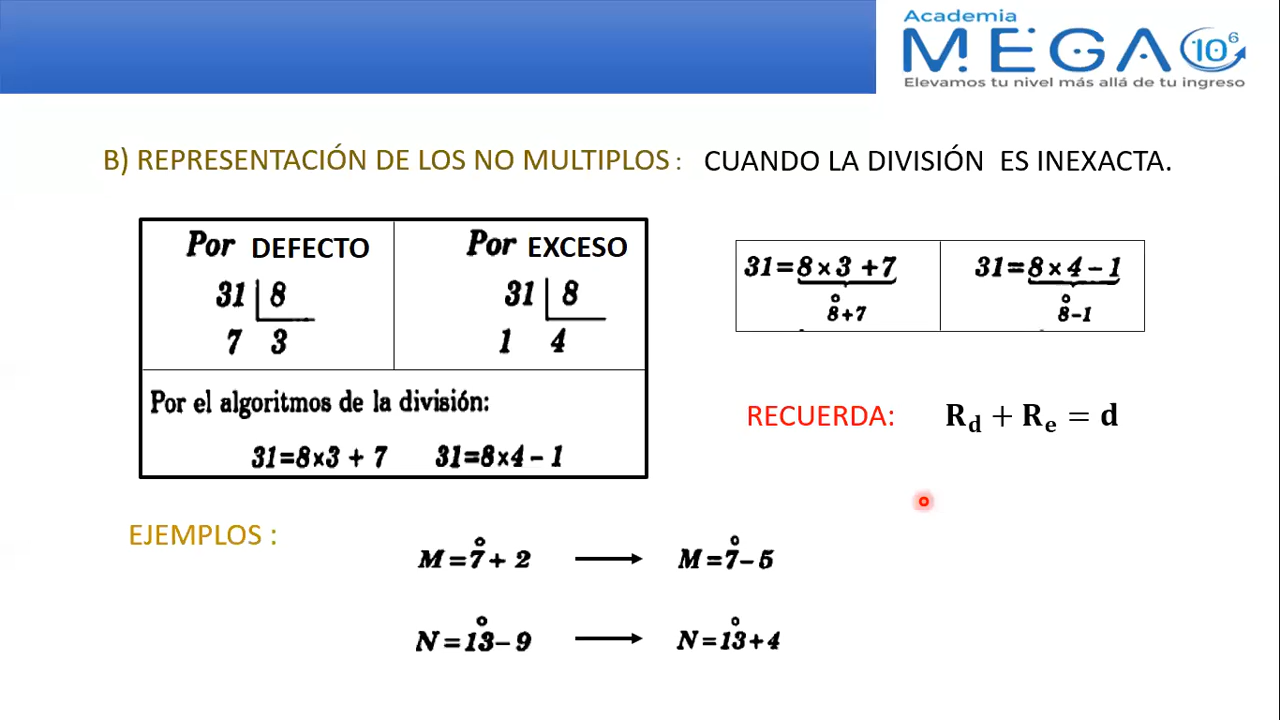 Academia
MEGA 10⁶
Elevamos tu nivel más allá de tu ingreso
B) REPRESENTACIÓN DE LOS NO MULTIPLOS : CUANDO LA DIVISIÓN ES INEXACTA.
Por DEFECTO
31 | 8
7 3
Por EXCESO
31 | 8
1 4
Por el algoritmos de la división:
31=8×3 + 7 31=8×4 – 1
31=8×3 +7
8̊+7
31=8×4 – 1
8̊–1
RECUERDA: R_d + R_e = d
EJEMPLOS :
M = 7̊ + 2 ⟶ M = 7̊ – 5
N = 13̊ – 9 ⟶ N = 13̊ + 4